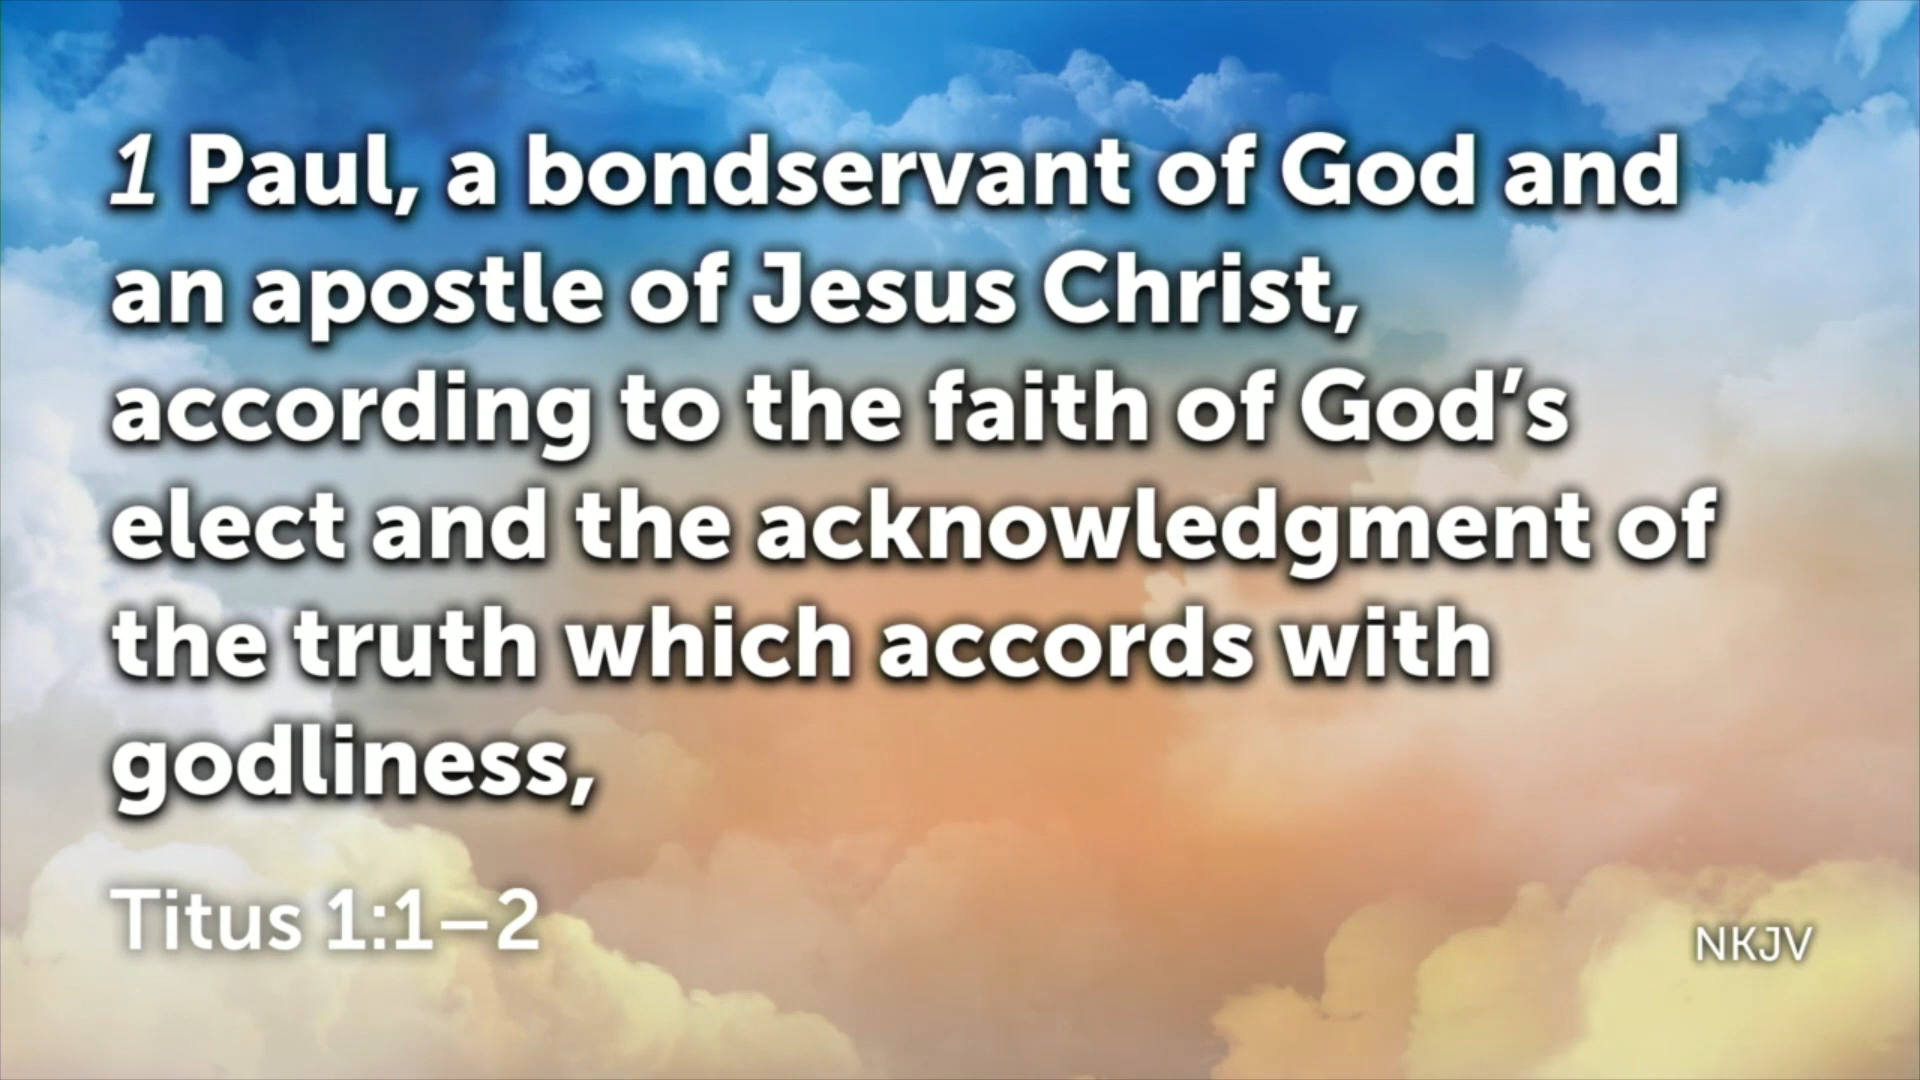 1 Paul, a bondservant of God and
an apostle of Jesus Christ,
according to the faith of God’s
elect and the acknowledgment of
the truth which accords with
godliness,
Titus 1:1–2
NKJV